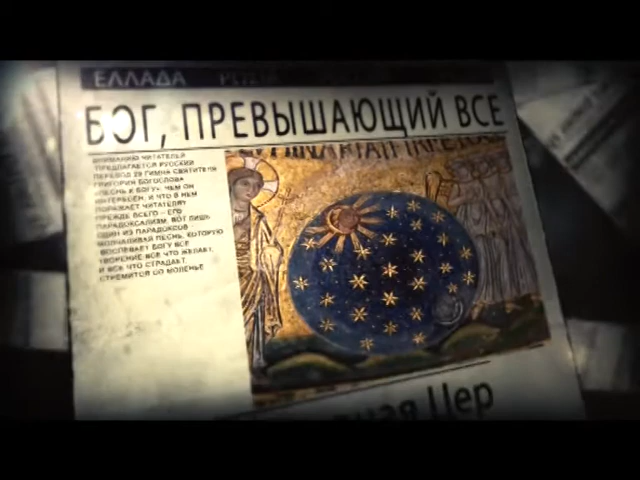 ЕЛЛАДА
БОГ, ПРЕВЫШАЮЩИЙ ВСЕ
ВНИМАНИЮ ЧИТАТЕЛЕЙ
ПРЕДЛАГАЕТСЯ РУССКИЙ
ПЕРЕВОД 29 ГИМНА СВЯТИТЕЛЯ
ГРИГОРИЯ БОГОСЛОВА
«ПЕСНЬ К БОГУ». ЧЕМ ОН
ИНТЕРЕСЕН, И ЧТО В НЕМ
ПОРАЖАЕТ ЧИТАТЕЛЯ?
ПРЕЖДЕ ВСЕГО – ЕГО
ПАРАДОКСАЛИЗМ. ВОТ ЛИШЬ
ОДИН ИЗ ПАРАДОКСОВ -
МОЛЧАЛИВАЯ ПЕСНЬ, КОТОРУЮ
ВОСПЕВАЕТ БОГУ ВСЕ
ТВОРЕНИЕ ВСЕ ЧТО ЖЕЛАЕТ,
И ВСЕ ЧТО СТРАДАЕТ,
СТРЕМИТСЯ СО МОЛЕНЬЕ
ная Цер